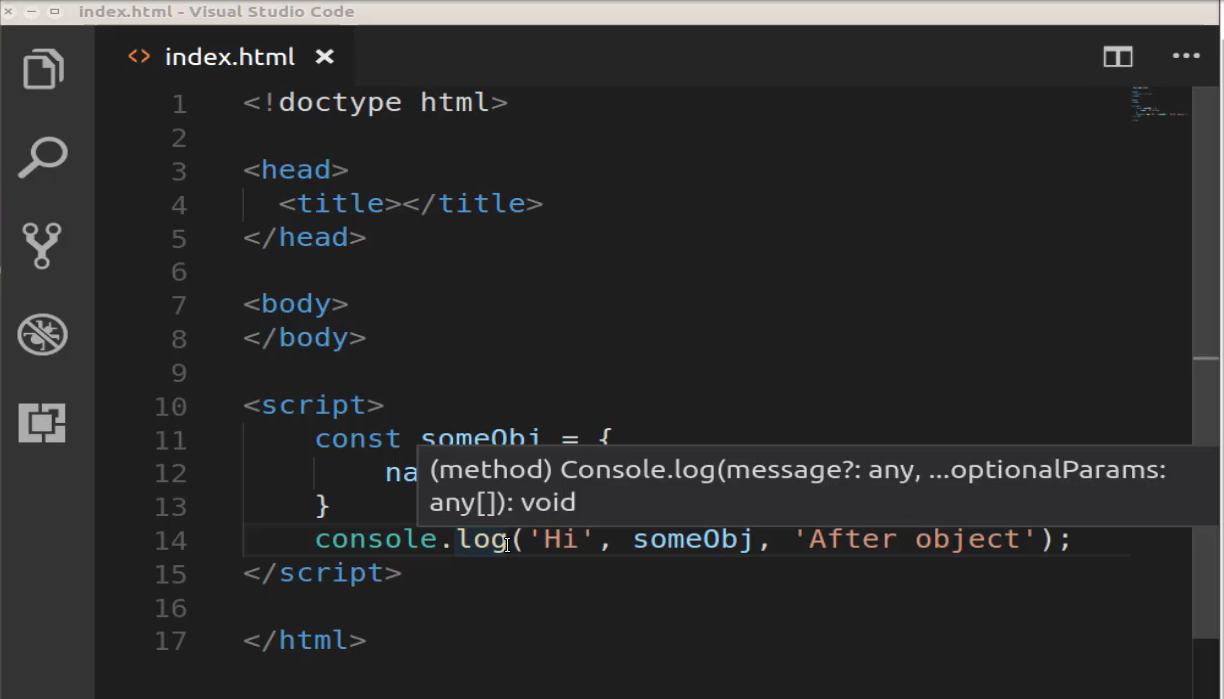 index.html - Visual Studio Code
<> index.html
1 <!doctype html>
2
3 <head>
4 <title></title>
5 </head>
6
7 <body>
8 </body>
9
10 <script>
11 const someObj = {
12 na
(method) Console.log(message?: any, ...optionalParams:
any[]): void
13 }
14 console.log('Hi', someObj, 'After object');
15 </script>
16
17 </html>